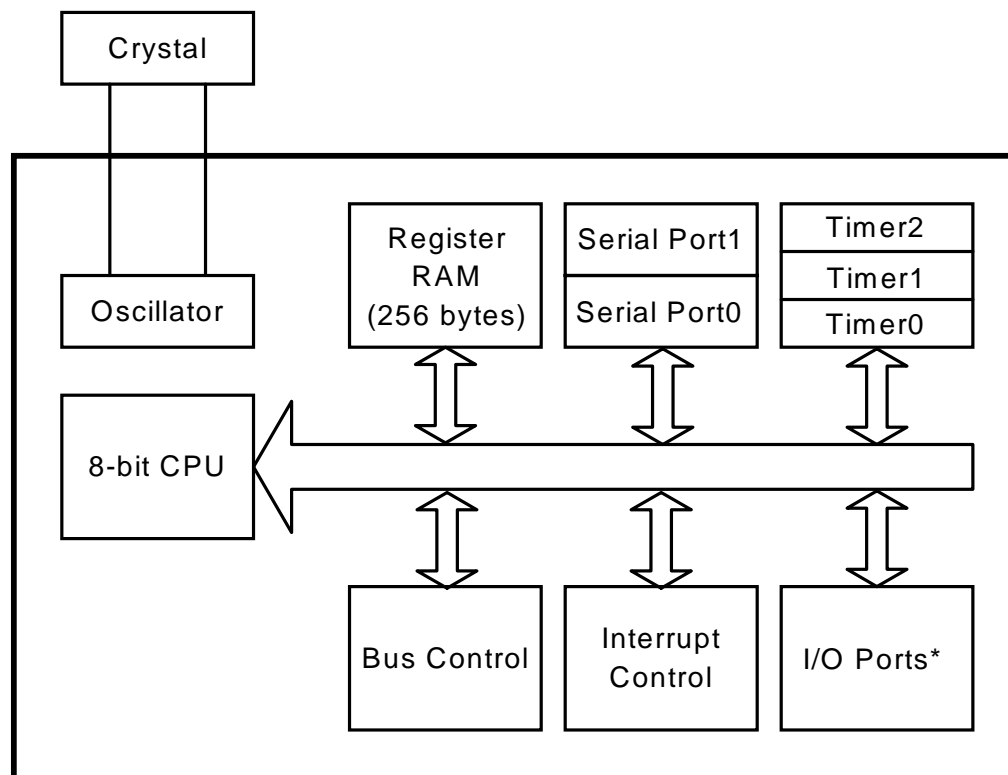 Crystal
Oscillator
Register
RAM
(256 bytes)
Serial Port1
Serial Port0
Timer2
Timer1
Timer0
8-bit CPU
Bus Control
Interrupt
Control
I/O Ports*